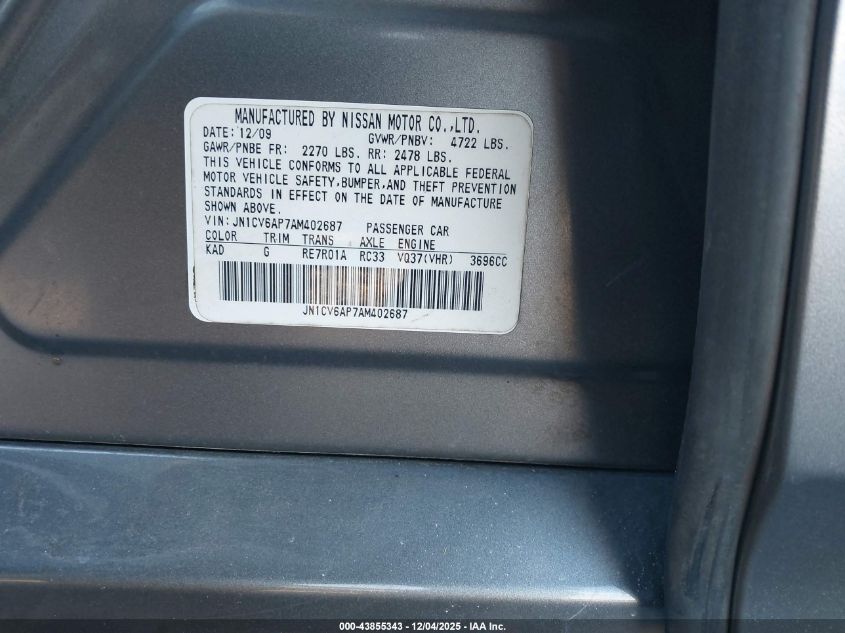 MANUFACTURED BY NISSAN MOTOR CO.,LTD.
DATE: 12/09 GVWR/PNBV: 4722 LBS.
GAWR/PNBE FR: 2270 LBS. RR: 2478 LBS.
THIS VEHICLE CONFORMS TO ALL APPLICABLE FEDERAL
MOTOR VEHICLE SAFETY,BUMPER,AND THEFT PREVENTION
STANDARDS IN EFFECT ON THE DATE OF MANUFACTURE
SHOWN ABOVE.
VIN: JN1CV6AP7AM402687 PASSENGER CAR
COLOR TRIM TRANS AXLE ENGINE
KAD G RE7R01A RC33 VQ37(VHR) 3696CC
JN1CV6AP7AM402687
000-43855343 - 12/04/2025 - IAA Inc.